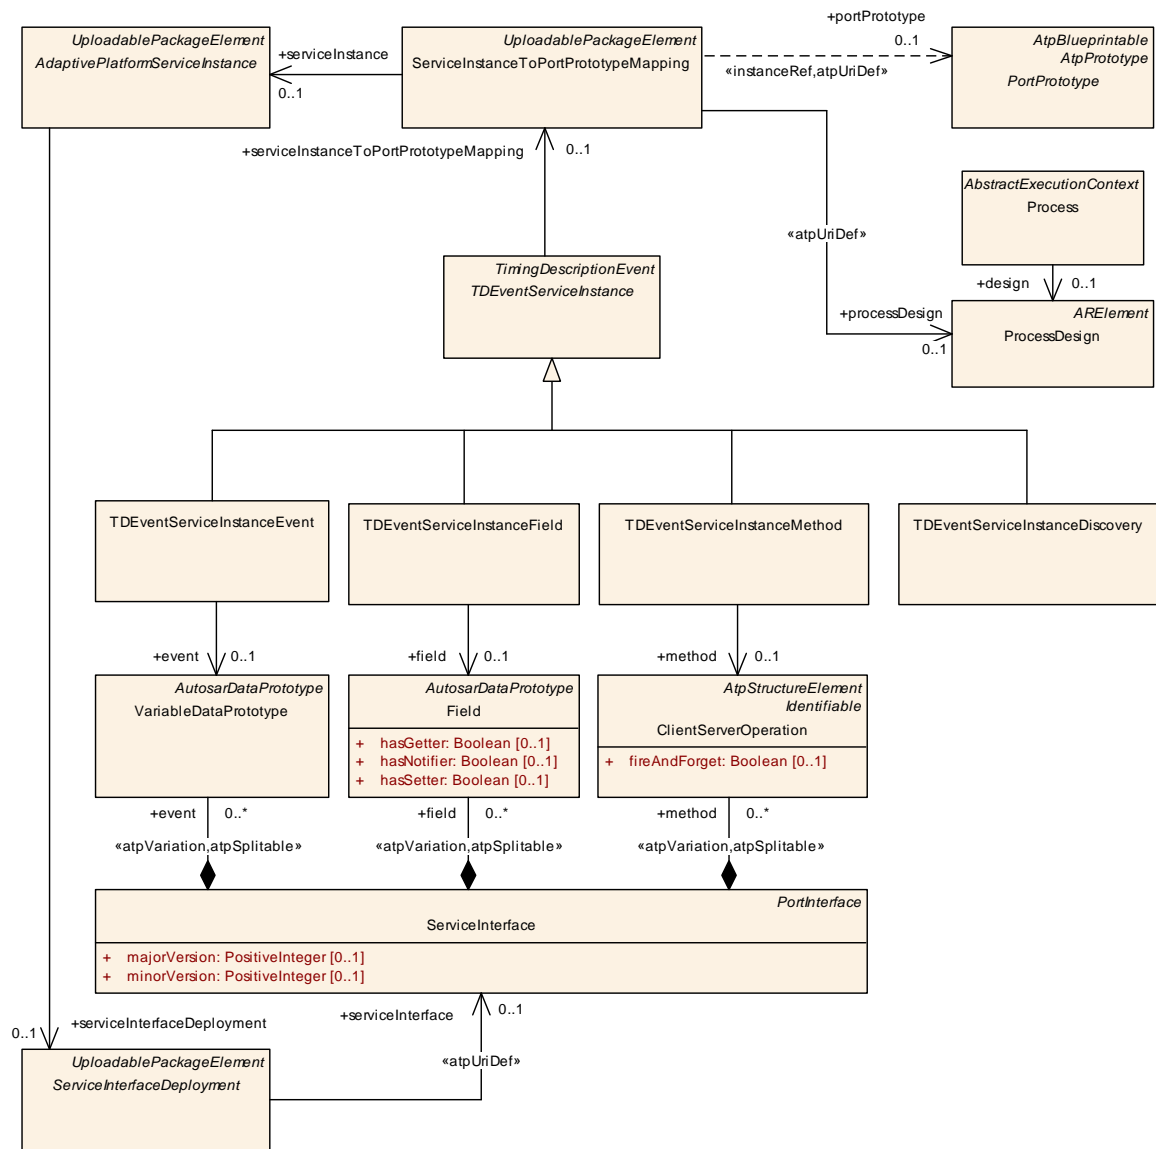 +portPrototype
UploadablePackageElement
AdaptivePlatformServiceInstance
+serviceInstance
0..1
UploadablePackageElement
ServiceInstanceToPortPrototypeMapping
0..1
«instanceRef,atpUriDef»
AtpBlueprintable
AtpPrototype
PortPrototype
+serviceInstanceToPortPrototypeMapping
0..1
AbstractExecutionContext
Process
«atpUriDef»
+design
0..1
TimingDescriptionEvent
TDEventServiceInstance
+processDesign
0..1
ARElement
ProcessDesign
TDEventServiceInstanceEvent
TDEventServiceInstanceField
TDEventServiceInstanceMethod
TDEventServiceInstanceDiscovery
+event
0..1
+field
0..1
+method
0..1
AutosarDataPrototype
VariableDataPrototype
AutosarDataPrototype
Field
+ hasGetter: Boolean [0..1]
+ hasNotifier: Boolean [0..1]
+ hasSetter: Boolean [0..1]
AtpStructureElement
Identifiable
ClientServerOperation
+ fireAndForget: Boolean [0..1]
+event
0..*
«atpVariation,atpSplitable»
+field
0..*
«atpVariation,atpSplitable»
+method
0..*
«atpVariation,atpSplitable»
PortInterface
ServiceInterface
+ majorVersion: PositiveInteger [0..1]
+ minorVersion: PositiveInteger [0..1]
+serviceInterface
0..1
0..1
+serviceInterfaceDeployment
«atpUriDef»
UploadablePackageElement
ServiceInterfaceDeployment